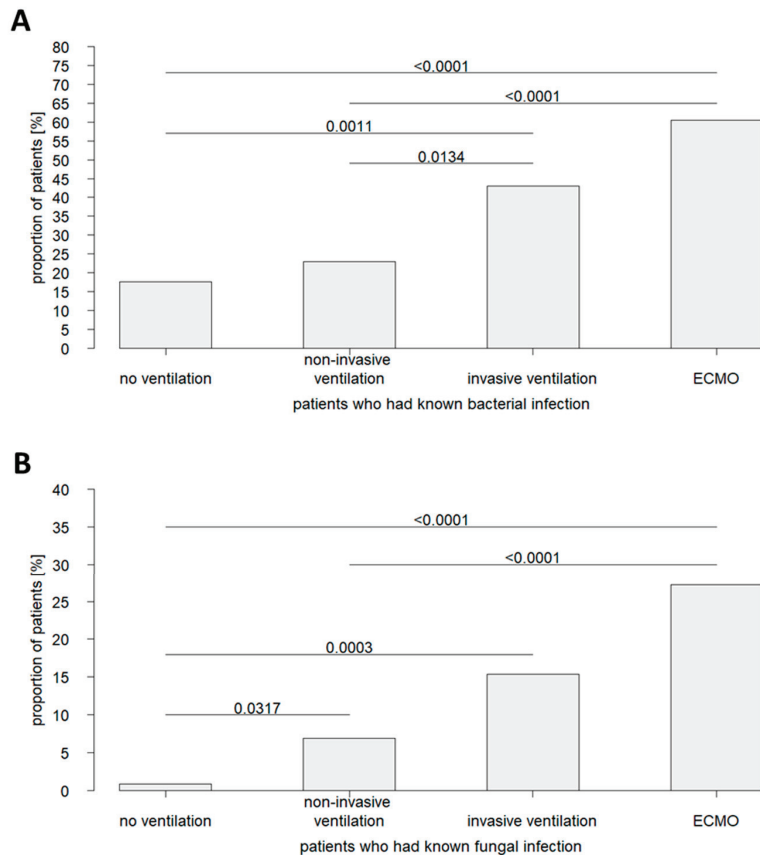 A
proportion of patients [%]
80
75
70
65
60
55
50
45
40
35
30
25
20
15
10
5
0
<0.0001
<0.0001
0.0011
0.0134
no ventilation
non-invasive
ventilation
invasive ventilation
ECMO
patients who had known bacterial infection
B
proportion of patients [%]
40
35
30
25
20
15
10
5
0
<0.0001
<0.0001
0.0003
0.0317
no ventilation
non-invasive
ventilation
invasive ventilation
ECMO
patients who had known fungal infection